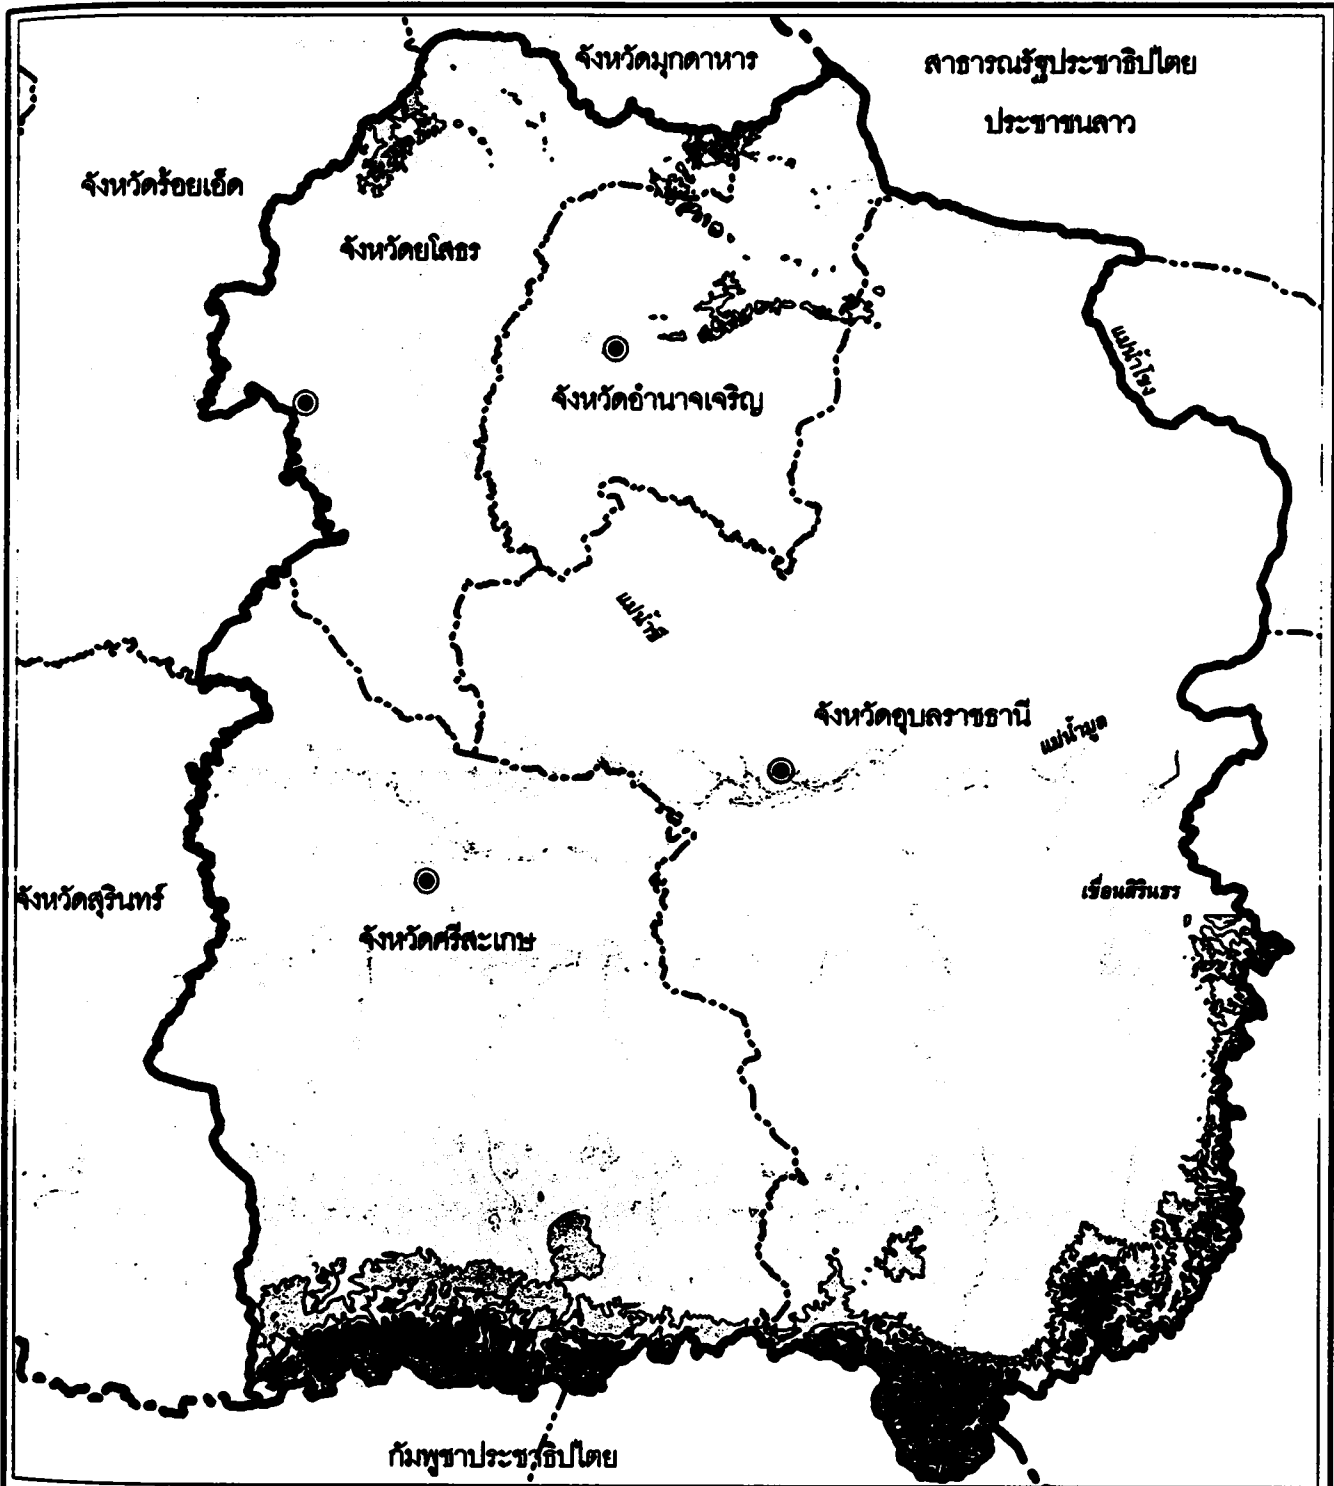 จังหวัดมุกดาหาร
สาธารณรัฐประชาธิปไตย
ประชาชนลาว
จังหวัดร้อยเอ็ด
จังหวัดยโสธร
แม่น้ำโขง
จังหวัดอำนาจเจริญ
แม่น้ำชี
จังหวัดอุบลราชธานี
แม่น้ำมูล
จังหวัดสุรินทร์
เขื่อนสิรินธร
จังหวัดศรีสะเกษ
กัมพูชาประชาธิปไตย